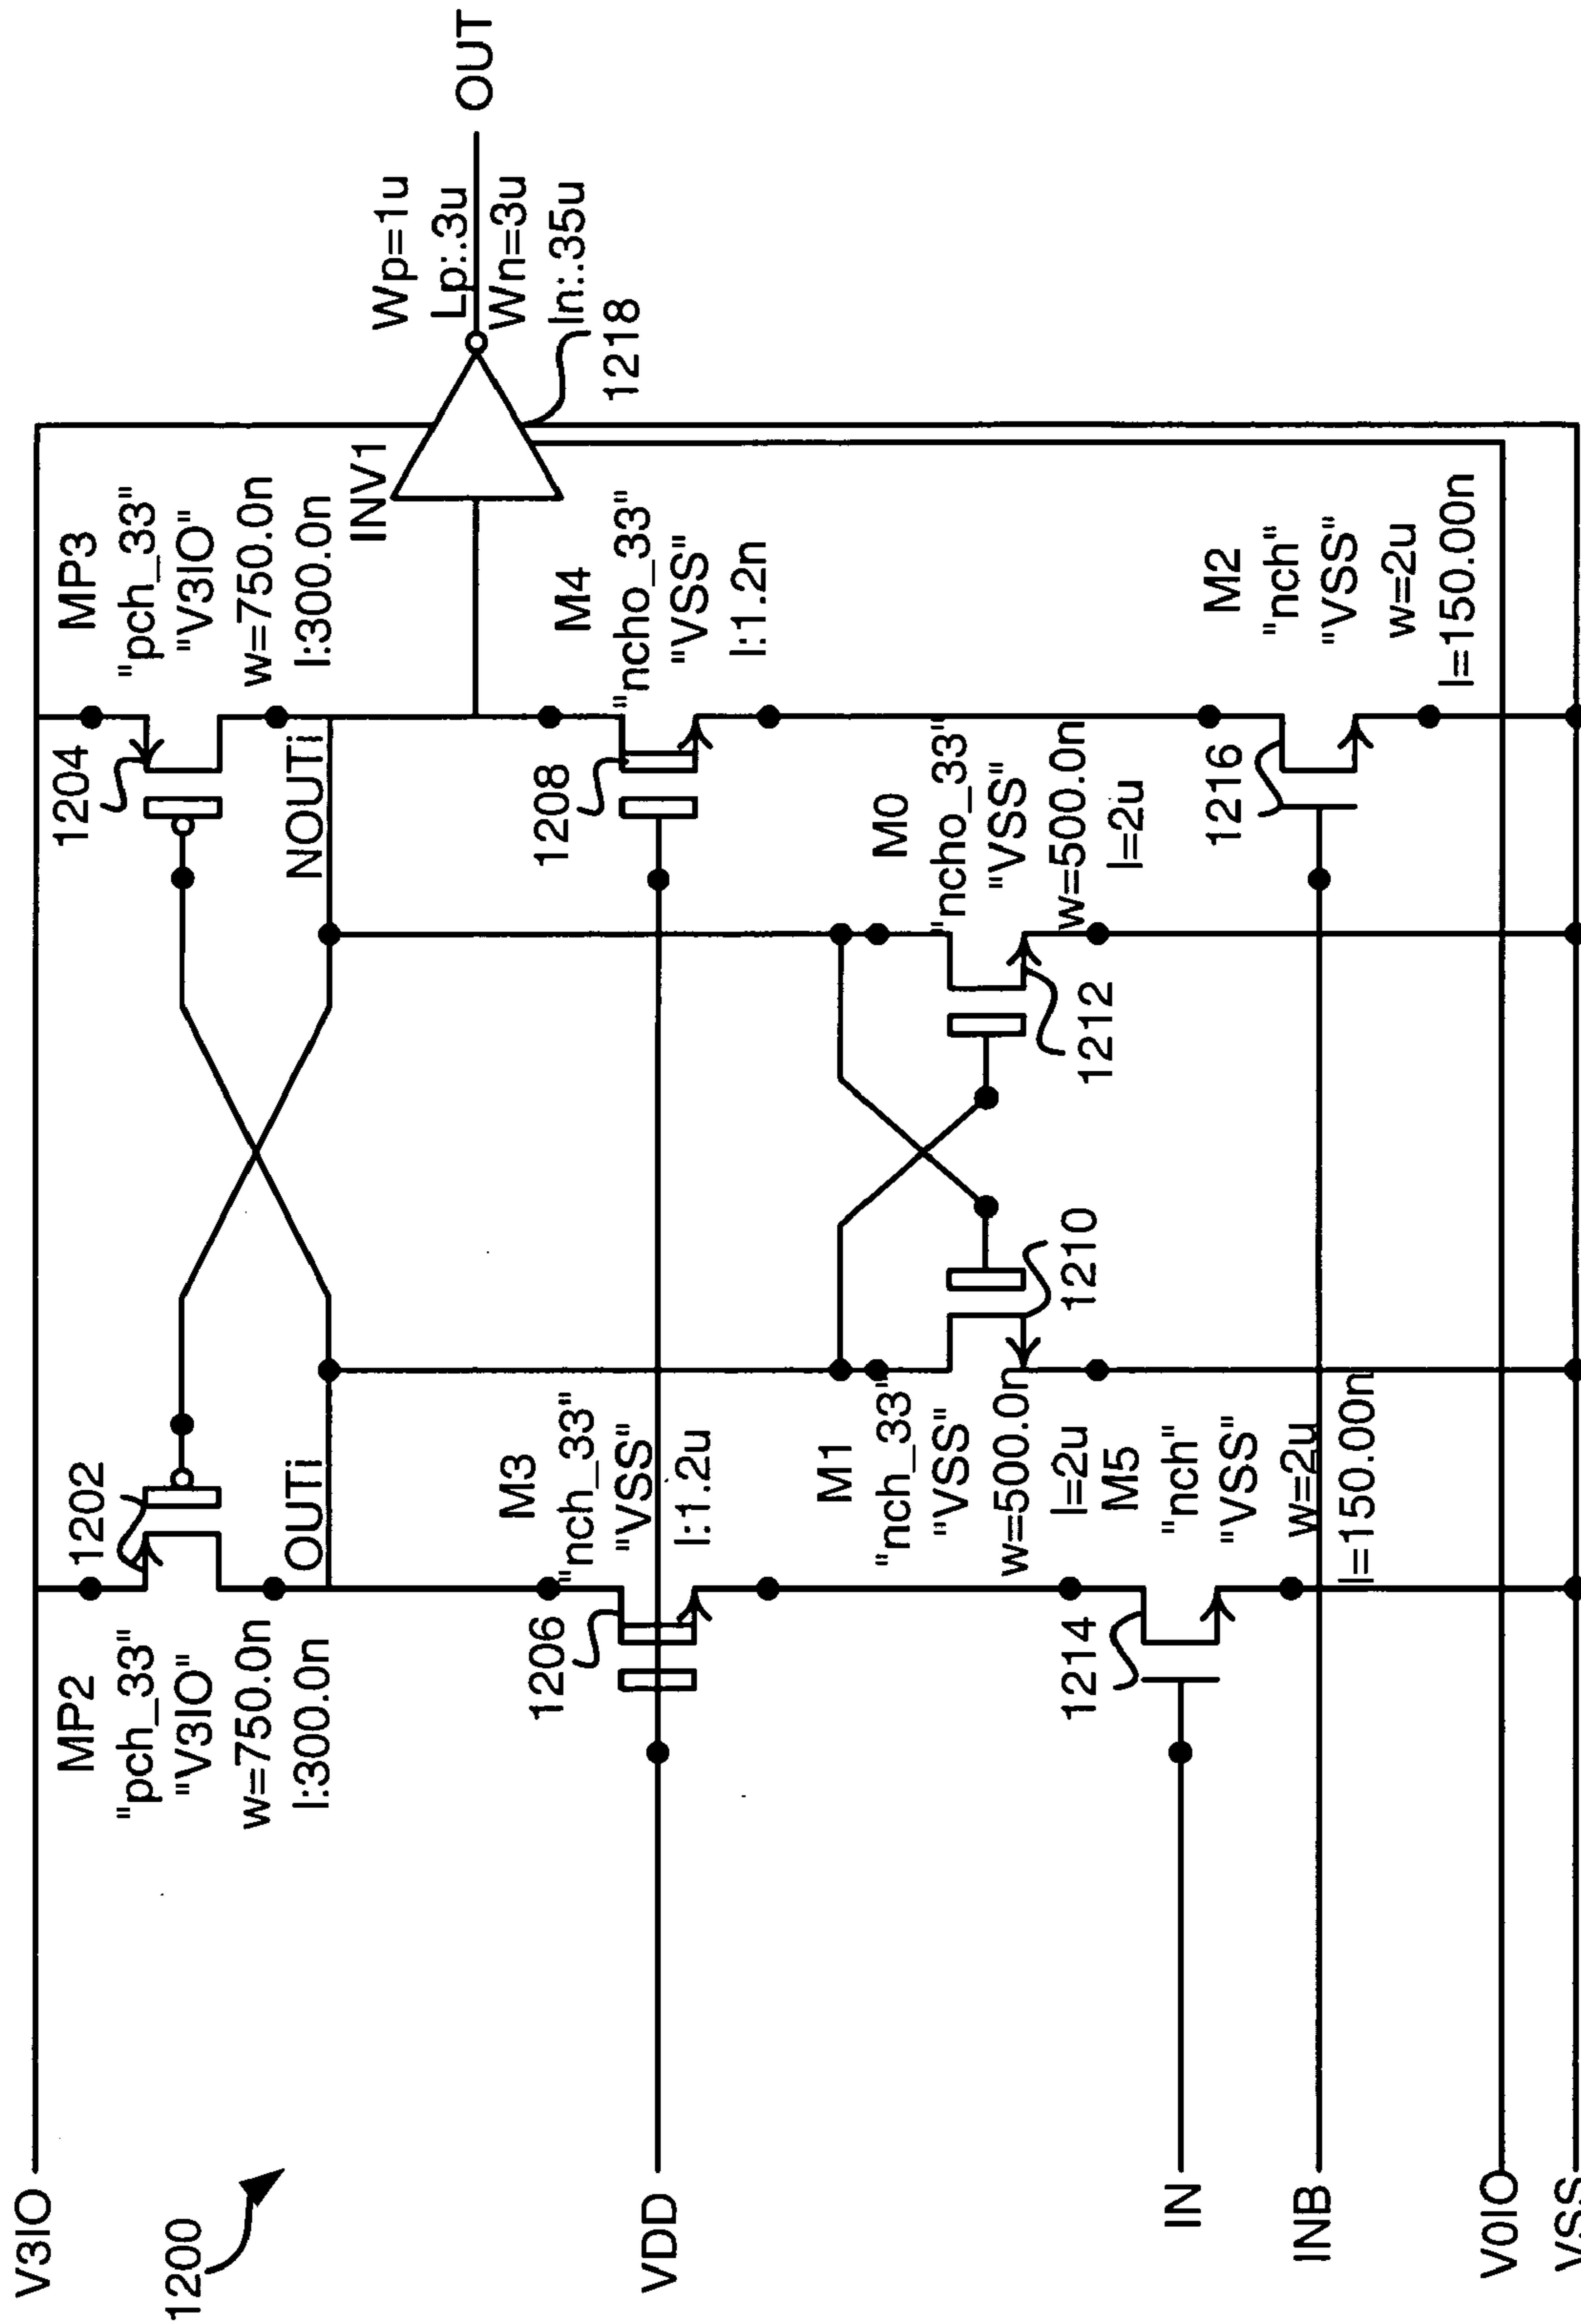 V3IO
1200
VDD
IN
INB
V0IO
VSS
MP2
"pch_33"
"V3IO"
w=750.0n
l:300.0n
1202
OUTi
1206
M3
"nch_33"
"VSS"
l:1.2u
1214
M1
"nch_33"
"VSS"
w=500.0n
l=2u
M5
"nch"
"VSS"
w=2u
l=150.00n
1210
1212
M0
"ncho_33"
"VSS"
w=500.0n
l=2u
1204
NOUTi
MP3
"pch_33"
"V3IO"
w=750.0n
l:300.0n
1208
M4
"ncho_33"
"VSS"
l:1.2n
1216
M2
"nch"
"VSS"
w=2u
l=150.00n
INV1
1218
Wp=1u
Lp:.3u
Wn=3u
ln:.35u
OUT